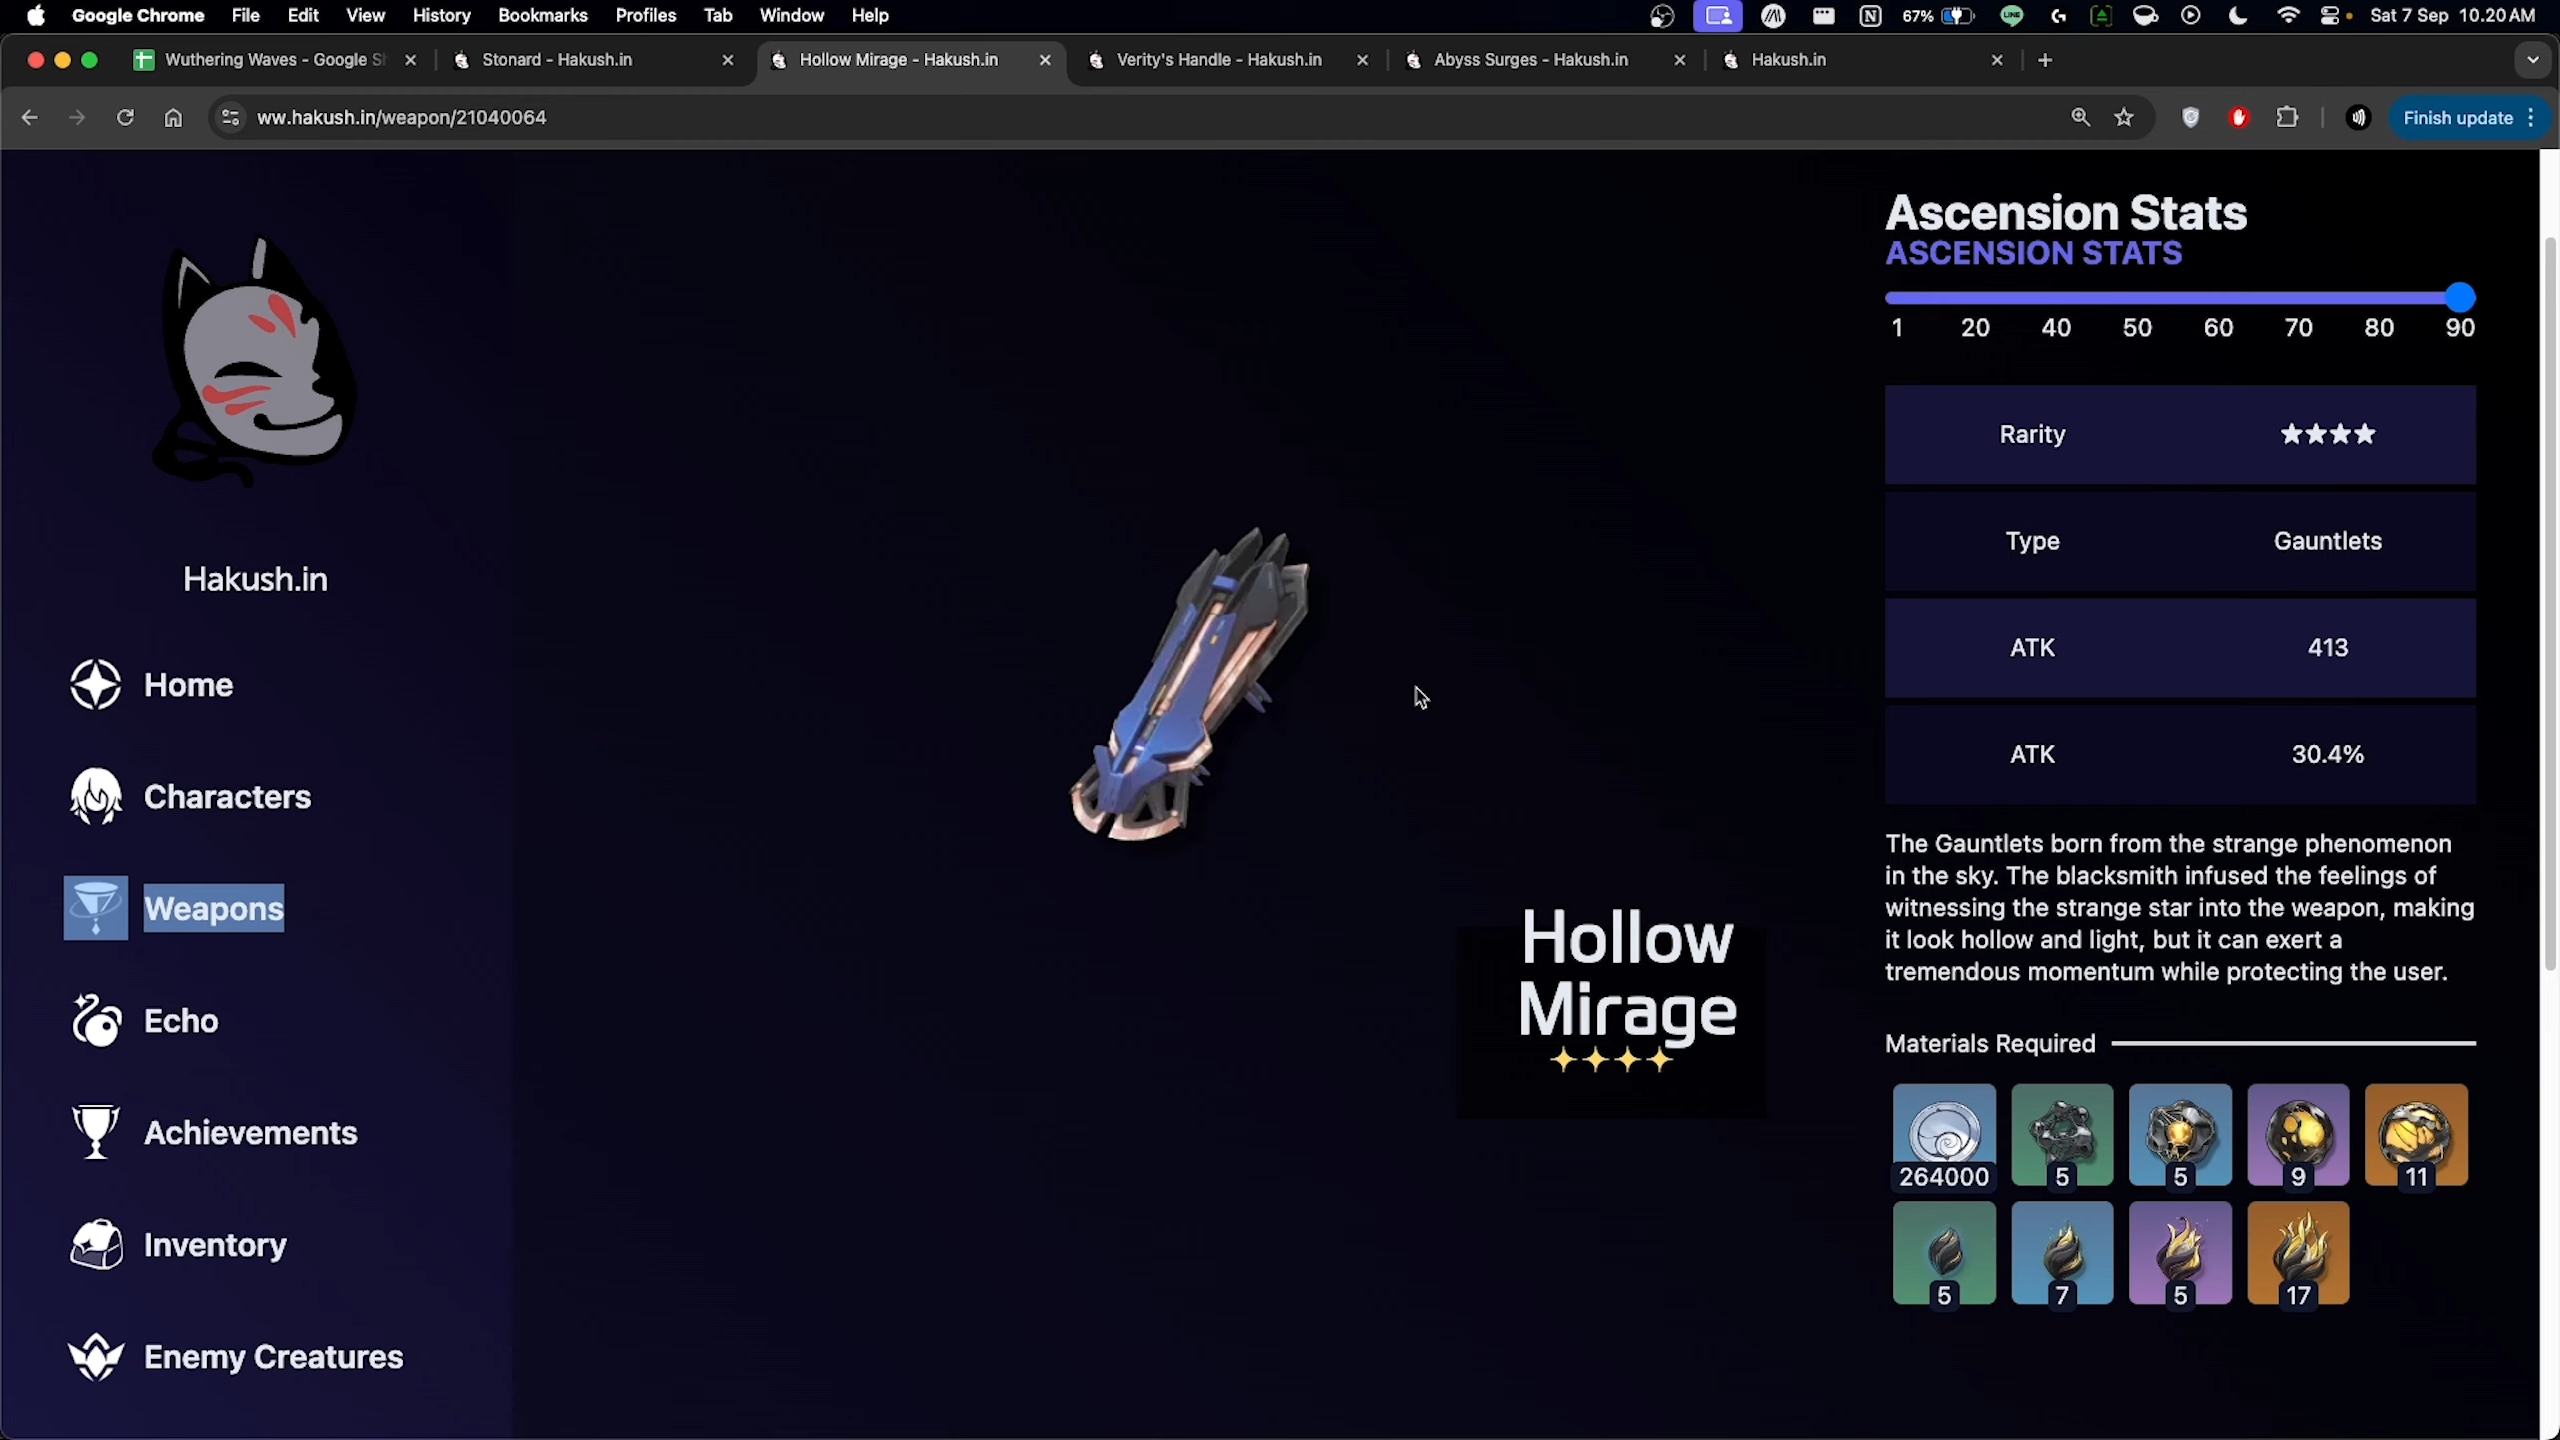 Google Chrome File Edit View History Bookmarks Profiles Tab Window Help 67% LINE Sat 7 Sep 10.20 AM
Wuthering Waves - Google Sh Stonard - Hakush.in Hollow Mirage - Hakush.in Verity's Handle - Hakush.in Abyss Surges - Hakush.in Hakush.in
ww.hakush.in/weapon/21040064 Finish update
Hakush.in
Home
Characters
Weapons
Echo
Achievements
Inventory
Enemy Creatures
Hollow
Mirage
Ascension Stats
ASCENSION STATS
1 20 40 50 60 70 80 90
Rarity ★★★★
Type Gauntlets
ATK 413
ATK 30.4%
The Gauntlets born from the strange phenomenon
in the sky. The blacksmith infused the feelings of
witnessing the strange star into the weapon, making
it look hollow and light, but it can exert a
tremendous momentum while protecting the user.
Materials Required
264000 5 5 9 11
5 7 5 17